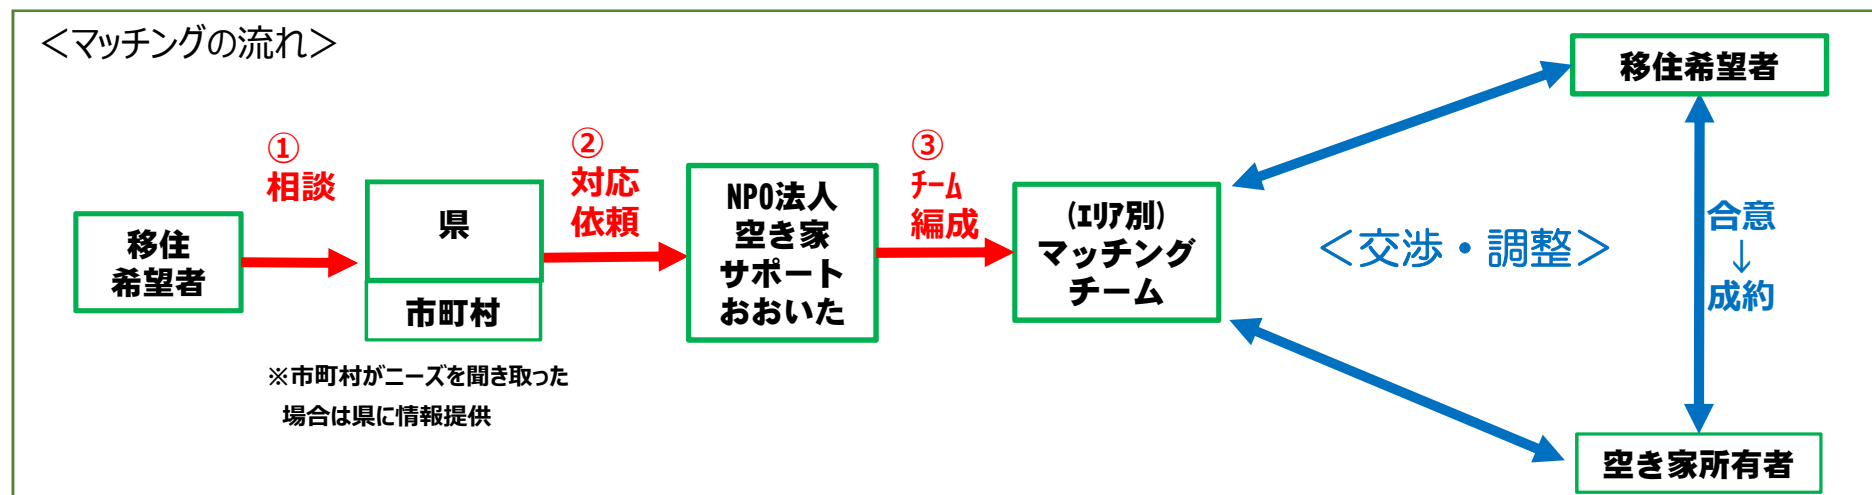 ＜マッチングの流れ＞
①
相談
②
対応
依頼
③
ﾁｰﾑ
編成
移住
希望者
県
市町村
※市町村がニーズを聞き取った
場合は県に情報提供
NPO法人
空き家
サポート
おおいた
(ｴﾘｱ別)
マッチング
チーム
＜交渉・調整＞
移住希望者
合意
↓
成約
空き家所有者